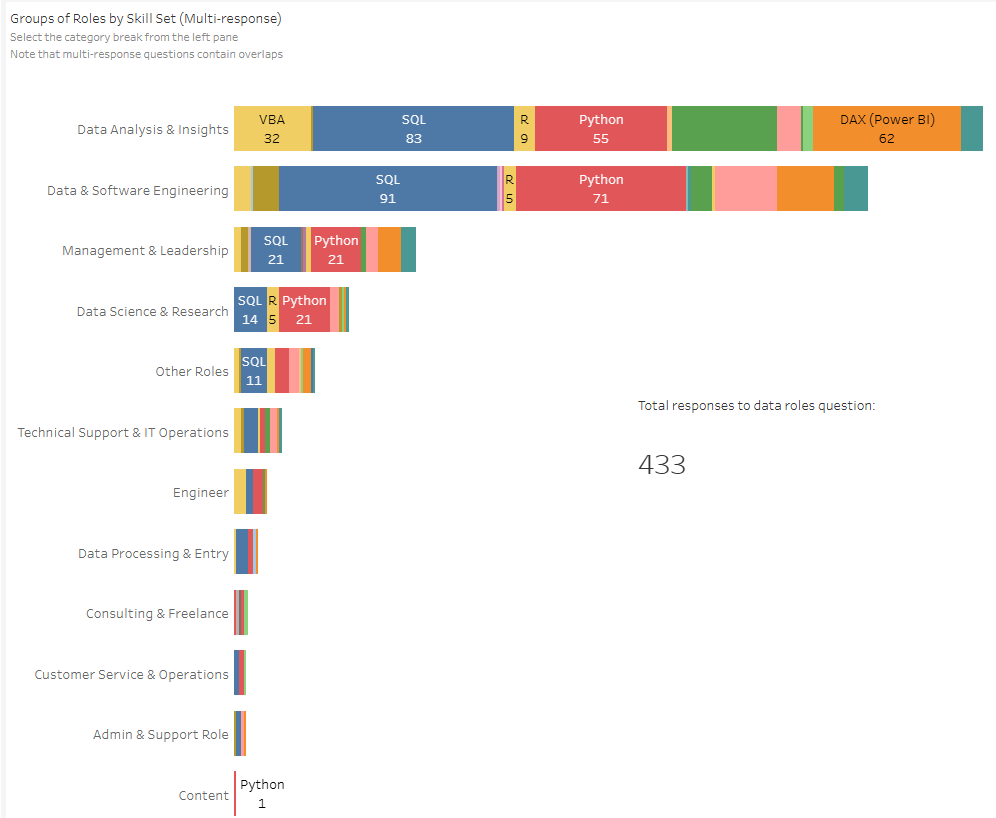 Groups of Roles by Skill Set (Multi-response)
Select the category break from the left pane
Note that multi-response questions contain overlaps
Data Analysis & Insights
VBA
32
SQL
83
R
9
Python
55
DAX (Power BI)
62
Data & Software Engineering
SQL
91
R
5
Python
71
Management & Leadership
SQL
21
Python
21
Data Science & Research
SQL
14
R
5
Python
21
Other Roles
SQL
11
Total responses to data roles question:
433
Technical Support & IT Operations
Engineer
Data Processing & Entry
Consulting & Freelance
Customer Service & Operations
Admin & Support Role
Content
Python
1